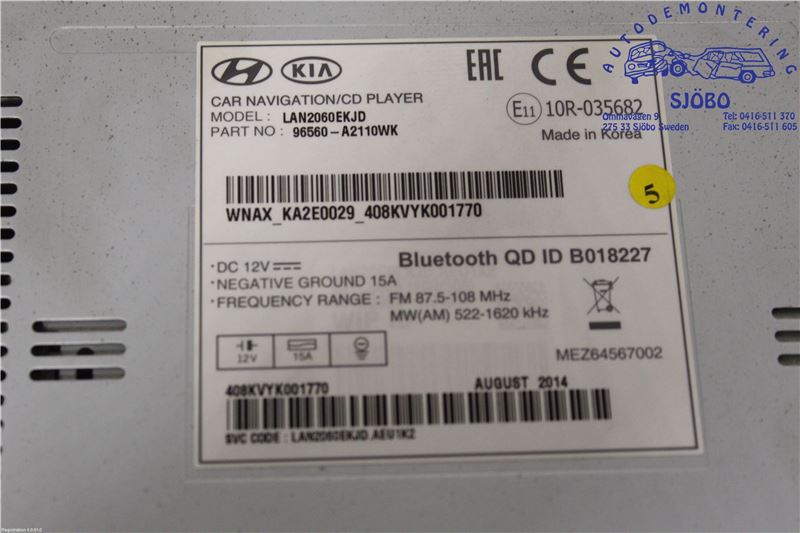 AUTODEMONTERING
SJÖBO
Ommavägen 9
275 33 Sjöbo Sweden
Tel: 0416-511 370
Fax: 0416-511 605
HYUNDAI KIA EAC CE
CAR NAVIGATION/CD PLAYER
MODEL : LAN2060EKJD
PART NO : 96560-A2110WK
E11 10R-035682
Made in Korea
5
WNAX_KA2E0029_408KVYK001770
Bluetooth QD ID B018227
·DC 12V
·NEGATIVE GROUND 15A
·FREQUENCY RANGE : FM 87.5-108 MHz
MW(AM) 522-1620 kHz
12V 15A
MEZ64567002
408KVYK001770
AUGUST 2014
SVC CODE : LAN2060EKJD.AEU1K2